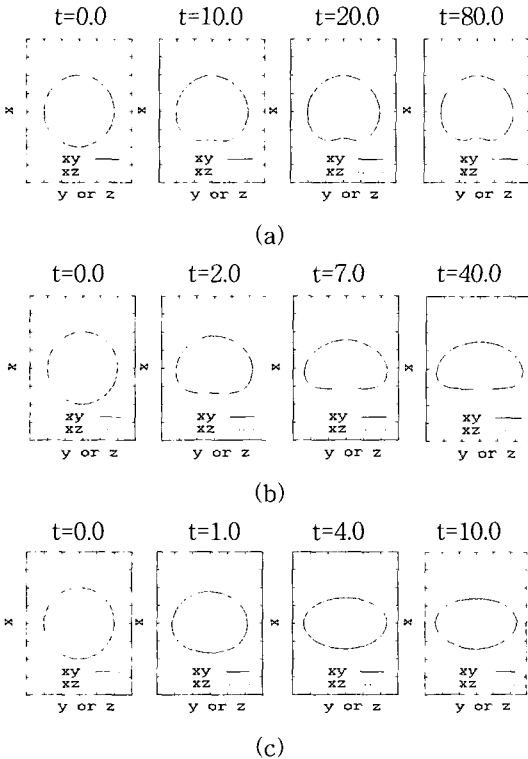 t=0.0 t=10.0 t=20.0 t=80.0
x x x x
xy xy xy xy
xz xz xz xz
y or z y or z y or z y or z
(a)
t=0.0 t=2.0 t=7.0 t=40.0
x x x x
xy xy xy xy
xz xz xz xz
y or z y or z y or z y or z
(b)
t=0.0 t=1.0 t=4.0 t=10.0
x x x x
xy xy xy xy
xz xz xz xz
y or z y or z y or z y or z
(c)